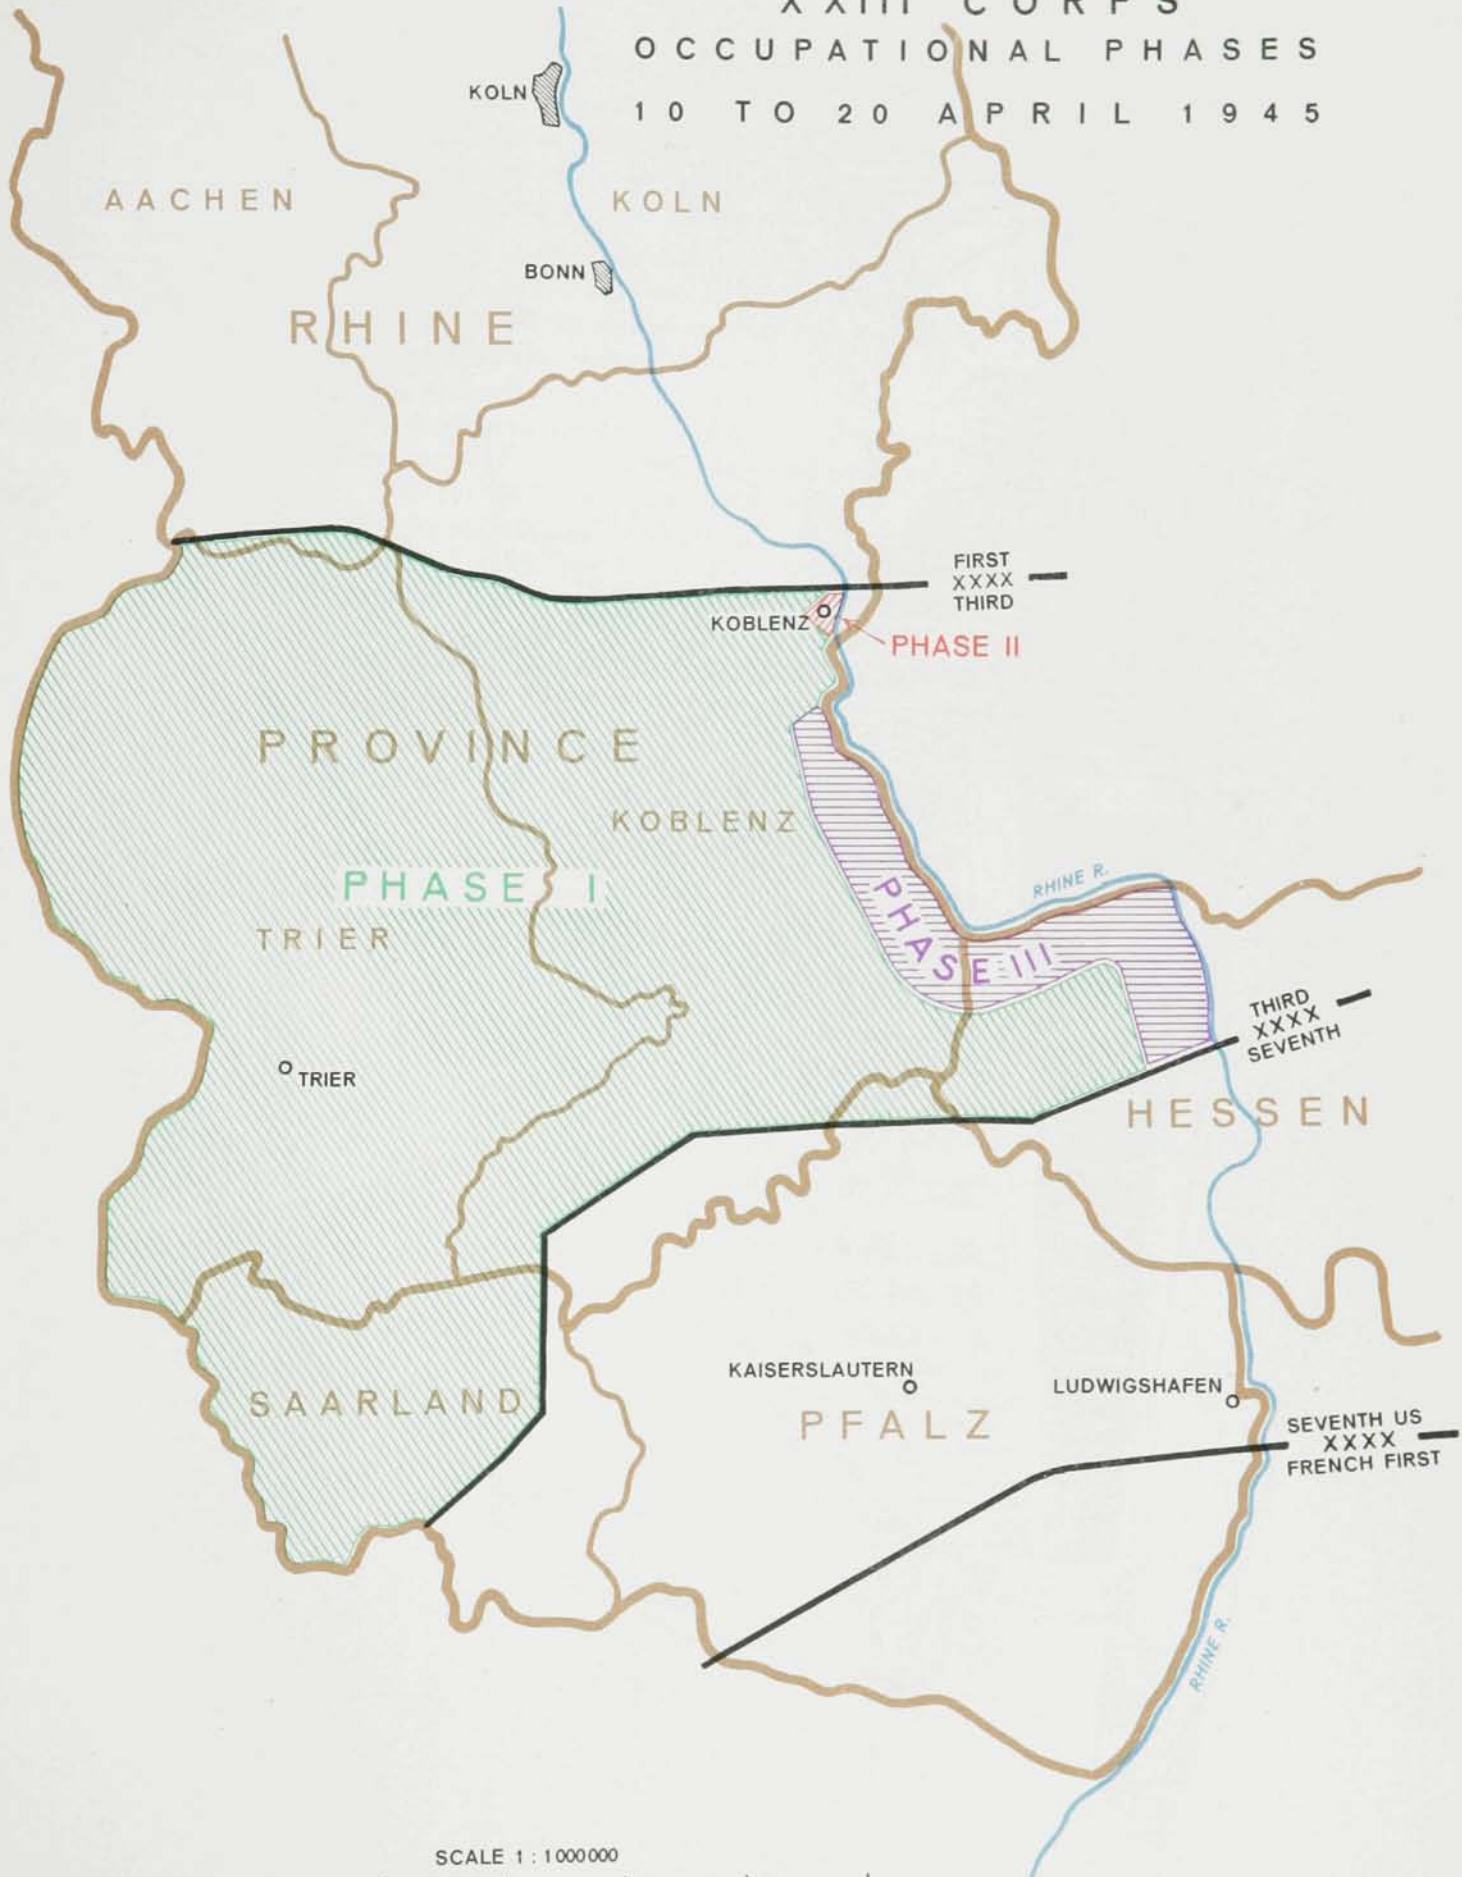 XXIII CORPS
OCCUPATIONAL PHASES
10 TO 20 APRIL 1945
KOLN
AACHEN
KOLN
BONN
RHINE
FIRST
XXXX
THIRD
KOBLENZ
PHASE II
PROVINCE
KOBLENZ
PHASE I
TRIER
RHINE R.
PHASE III
THIRD
XXXX
SEVENTH
TRIER
HESSEN
SAARLAND
KAISERSLAUTERN
LUDWIGSHAFEN
PFALZ
SEVENTH US
XXXX
FRENCH FIRST
RHINE R.
SCALE 1 : 1000000